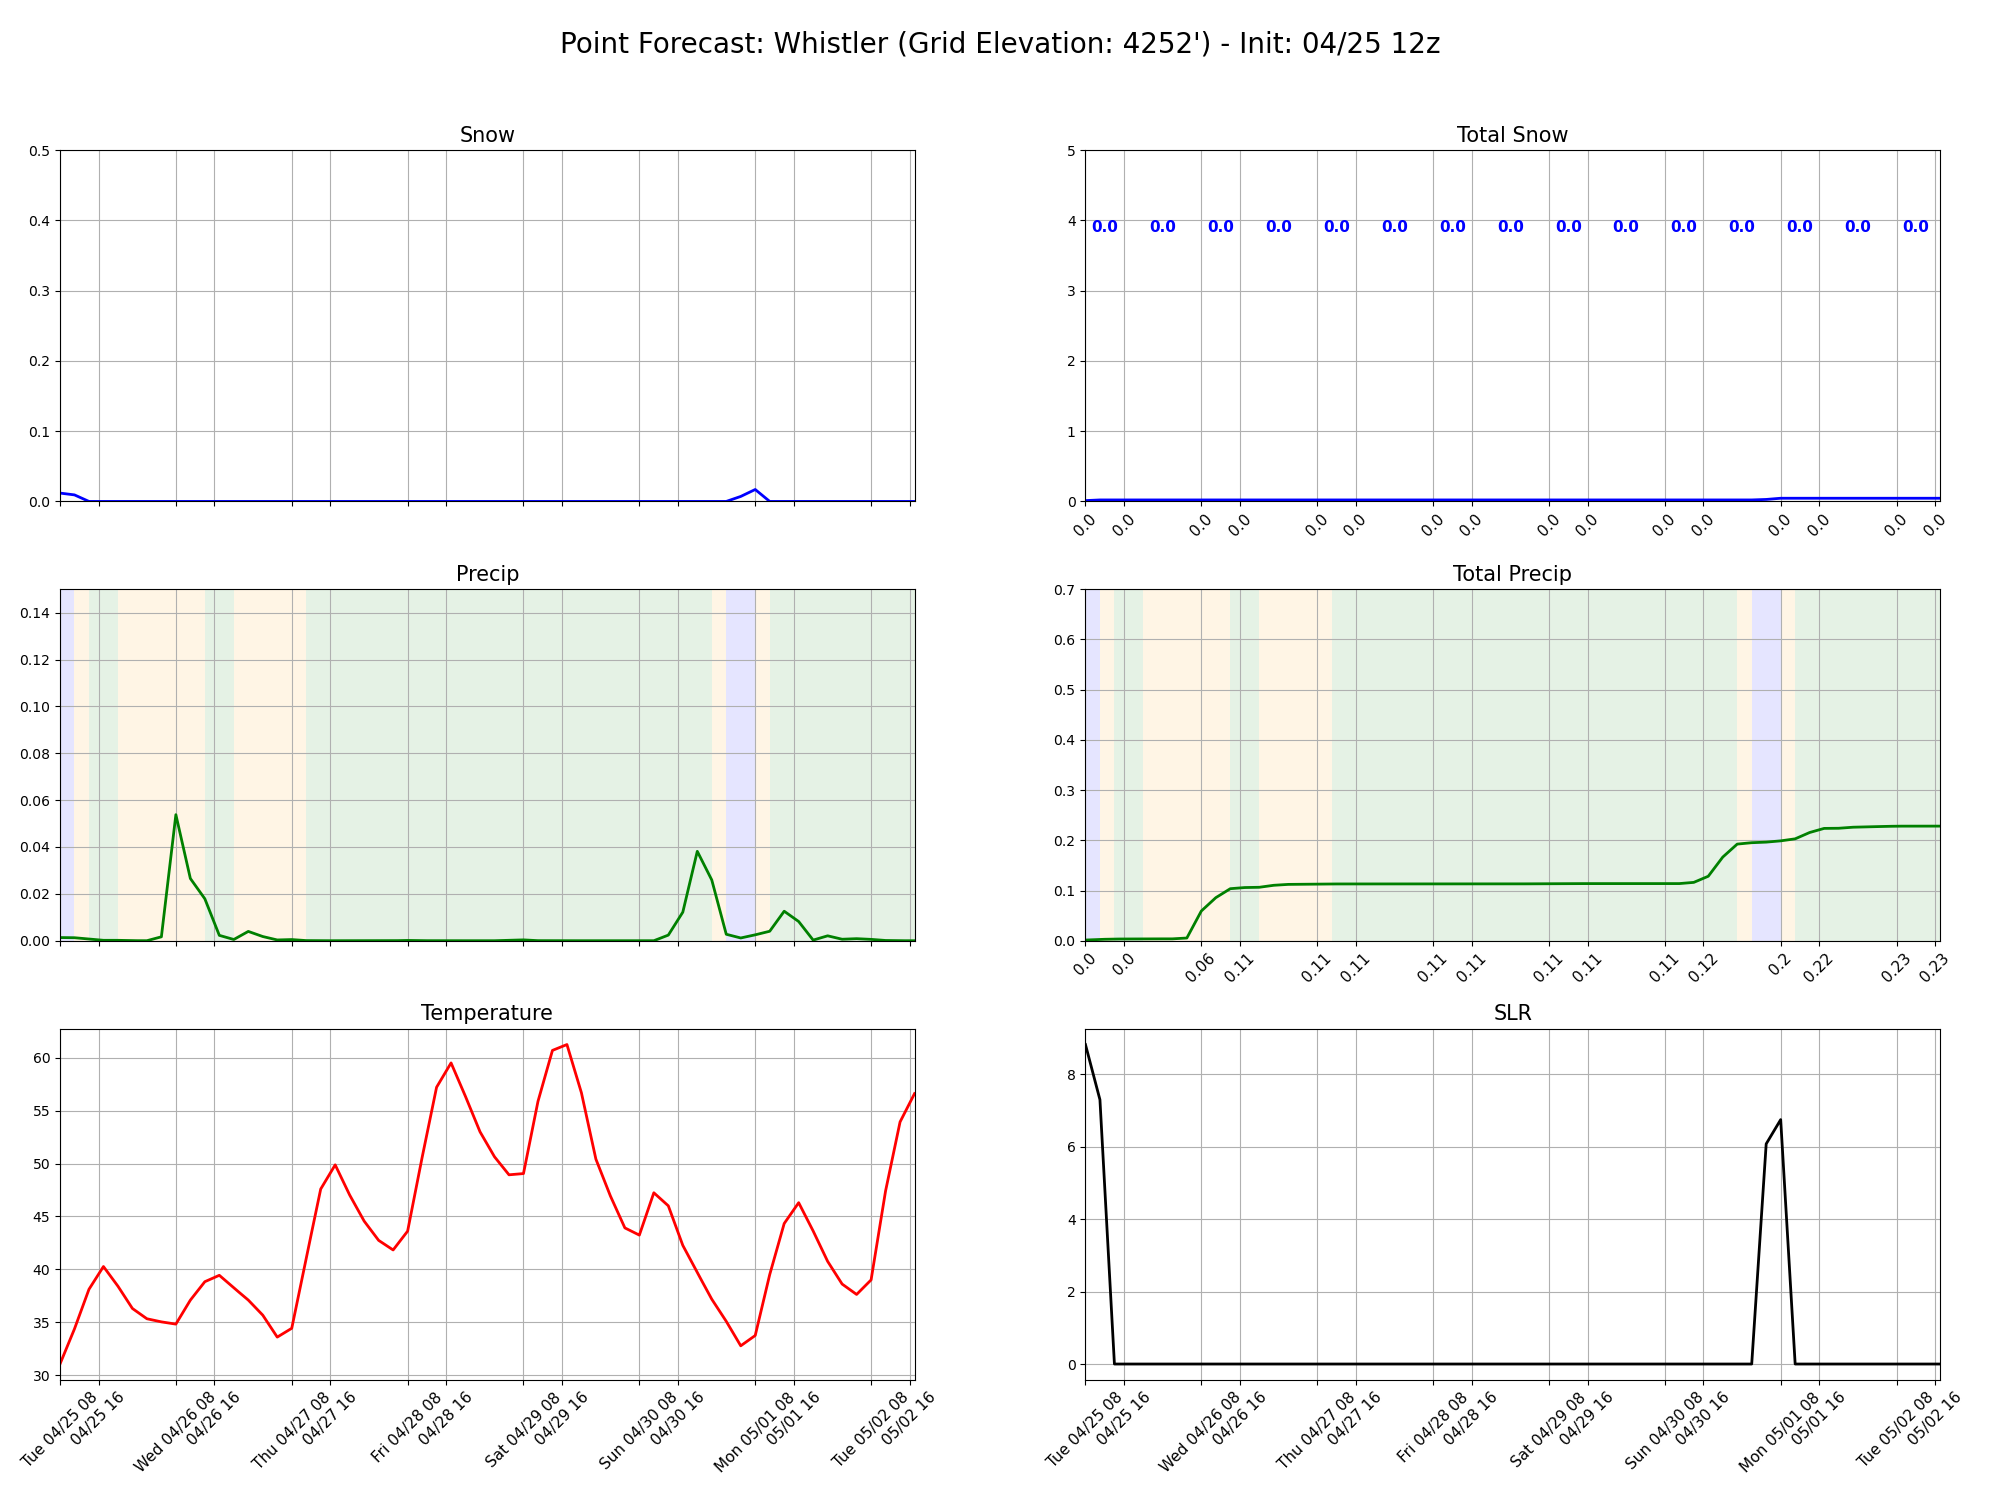 Point Forecast: Whistler (Grid Elevation: 4252') - Init: 04/25 12z
Snow
0.5
0.4
0.3
0.2
0.1
0.0
Total Snow
5
4
3
2
1
0
0.0 0.0 0.0 0.0 0.0 0.0 0.0 0.0 0.0 0.0 0.0 0.0 0.0 0.0 0.0
0.0 0.0 0.0 0.0 0.0 0.0 0.0 0.0 0.0 0.0 0.0 0.0 0.0 0.0 0.0 0.0
Precip
0.14
0.12
0.10
0.08
0.06
0.04
0.02
0.00
Total Precip
0.7
0.6
0.5
0.4
0.3
0.2
0.1
0.0
0.0 0.0 0.06 0.11 0.11 0.11 0.11 0.11 0.11 0.11 0.11 0.12 0.2 0.22 0.23 0.23
Temperature
60
55
50
45
40
35
30
Tue 04/25 08
04/25 16
Wed 04/26 08
04/26 16
Thu 04/27 08
04/27 16
Fri 04/28 08
04/28 16
Sat 04/29 08
04/29 16
Sun 04/30 08
04/30 16
Mon 05/01 08
05/01 16
Tue 05/02 08
05/02 16
SLR
8
6
4
2
0
Tue 04/25 08
04/25 16
Wed 04/26 08
04/26 16
Thu 04/27 08
04/27 16
Fri 04/28 08
04/28 16
Sat 04/29 08
04/29 16
Sun 04/30 08
04/30 16
Mon 05/01 08
05/01 16
Tue 05/02 08
05/02 16